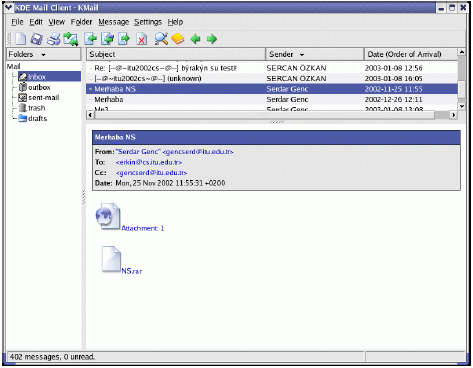 KDE Mail Client - KMail
File Edit View Folder Message Settings Help
Folders
Subject Sender Date (Order of Arrival)
Mail
inbox
outbox
sent-mail
trash
drafts
Re: [~@~itu2002cs~@~] býrakýn su testi! SERCAN ÖZKAN 2003-01-08 12:56
[~@~itu2002cs~@~] (unknown) SERCAN ÖZKAN 2003-01-08 16:05
Merhaba NS Serdar Genc 2002-11-25 11:55
Merhaba Serdar Genc 2002-12-26 12:11
Serdar Genc 2003-01-08 13:08
Merhaba NS
From: "Serdar Genc" <gencserd@itu.edu.tr>
To: <erkin@cs.itu.edu.tr>
Cc: <gencserd@itu.edu.tr>
Date: Mon, 25 Nov 2002 11:55:31 +0200
Attachment 1
NS.rar
402 messages, 0 unread.